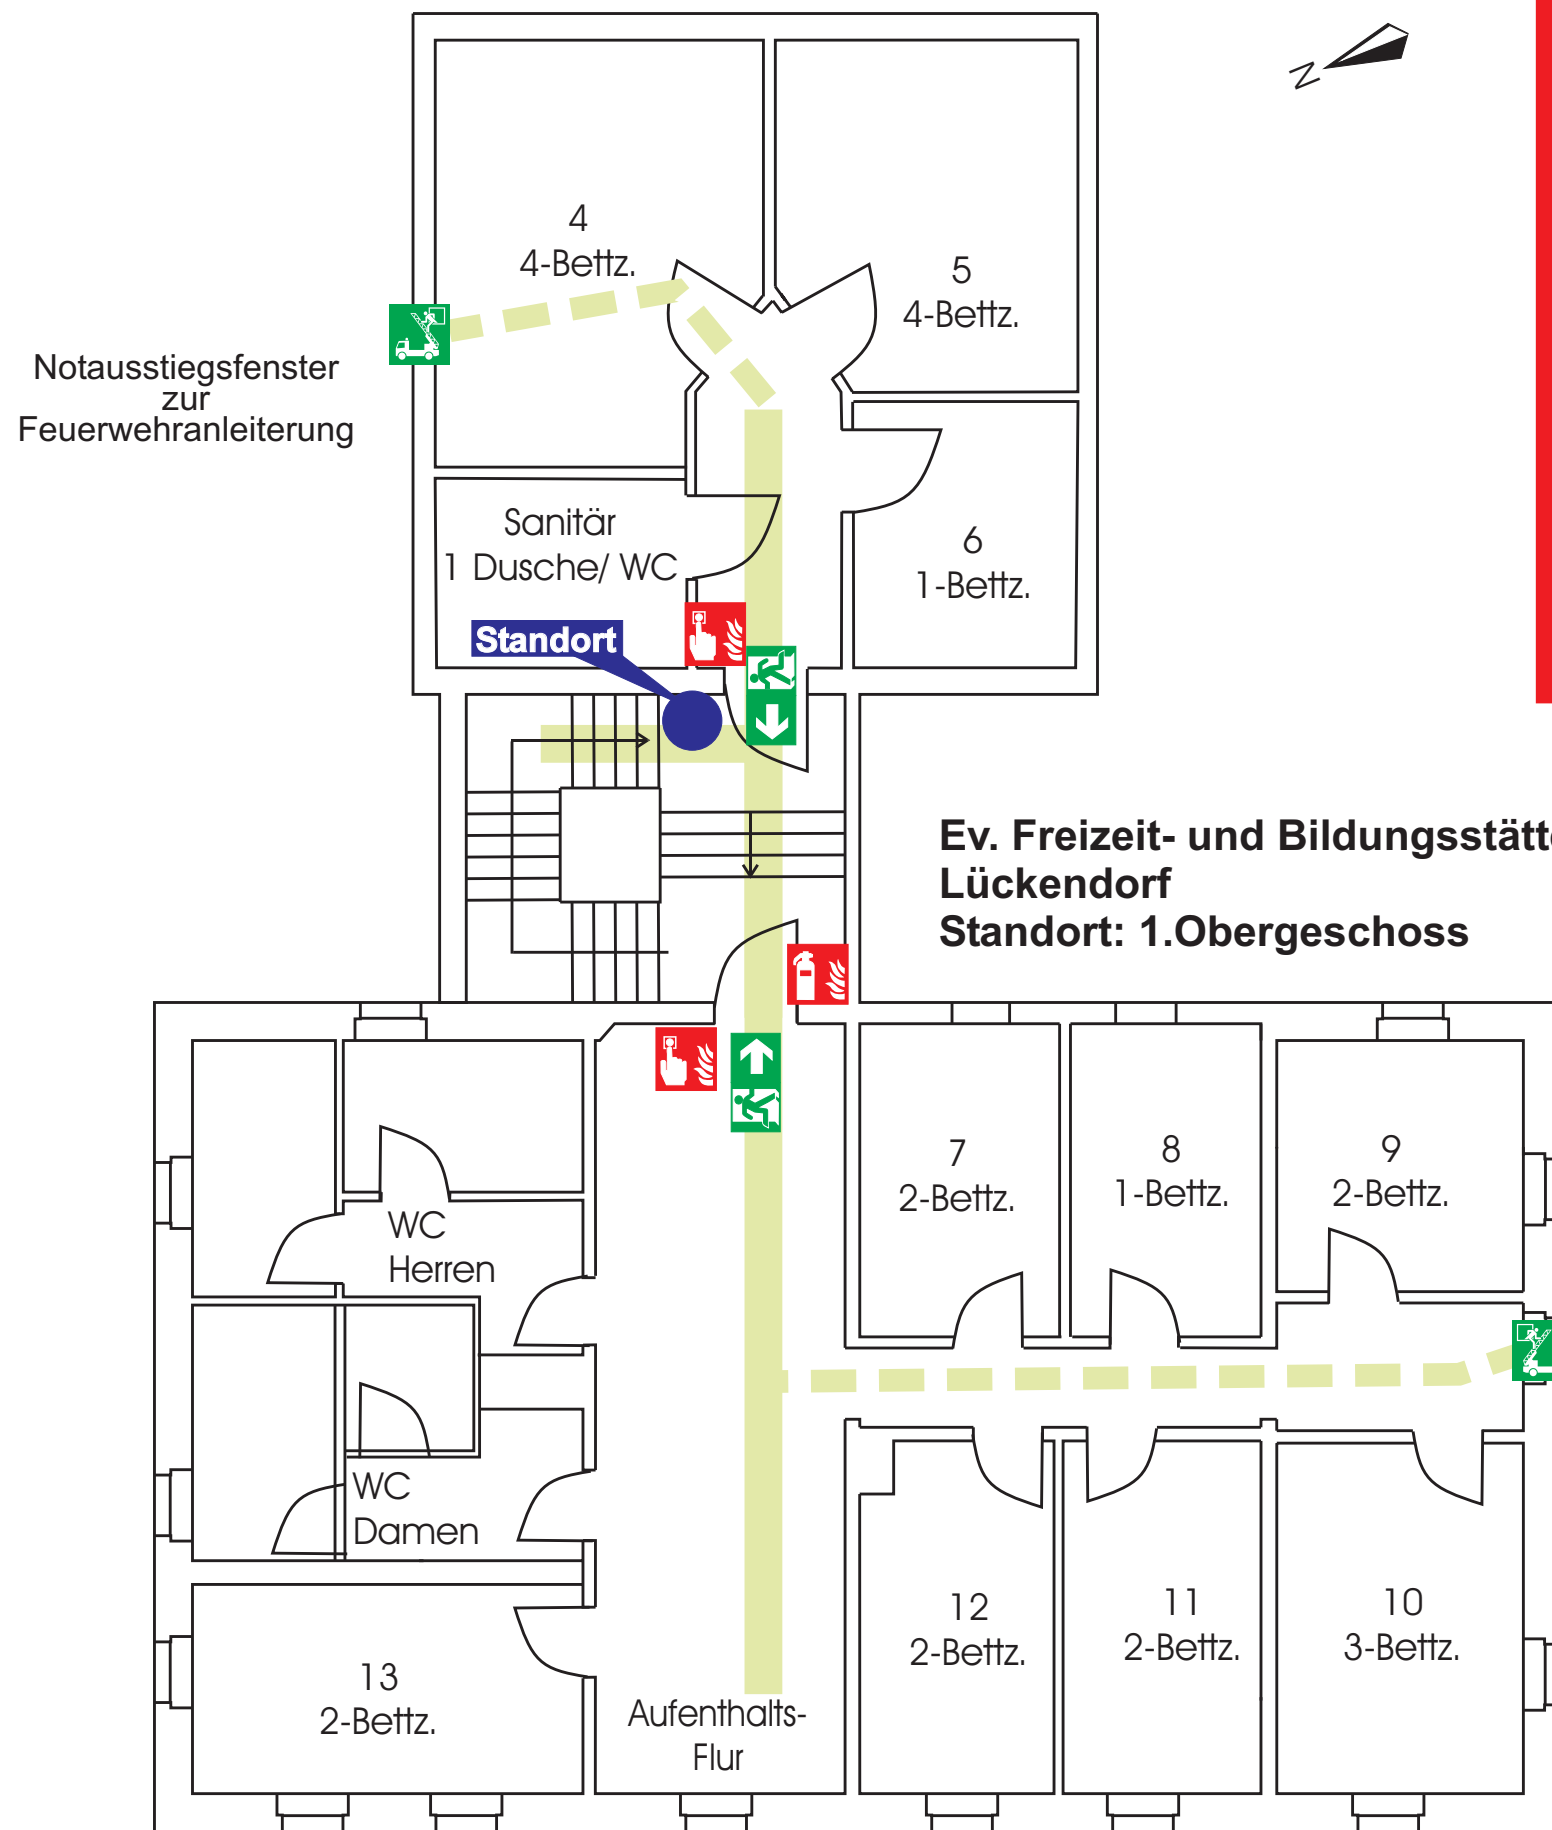 N
4
4-Bettz.
5
4-Bettz.
Notausstiegsfenster
zur
Feuerwehranleiterung
Sanitär
1 Dusche/ WC
6
1-Bettz.
Standort
Ev. Freizeit- und Bildungsstätte
Lückendorf
Standort: 1.Obergeschoss
7
2-Bettz.
8
1-Bettz.
9
2-Bettz.
WC
Herren
WC
Damen
12
2-Bettz.
11
2-Bettz.
10
3-Bettz.
13
2-Bettz.
Aufenthalts-
Flur